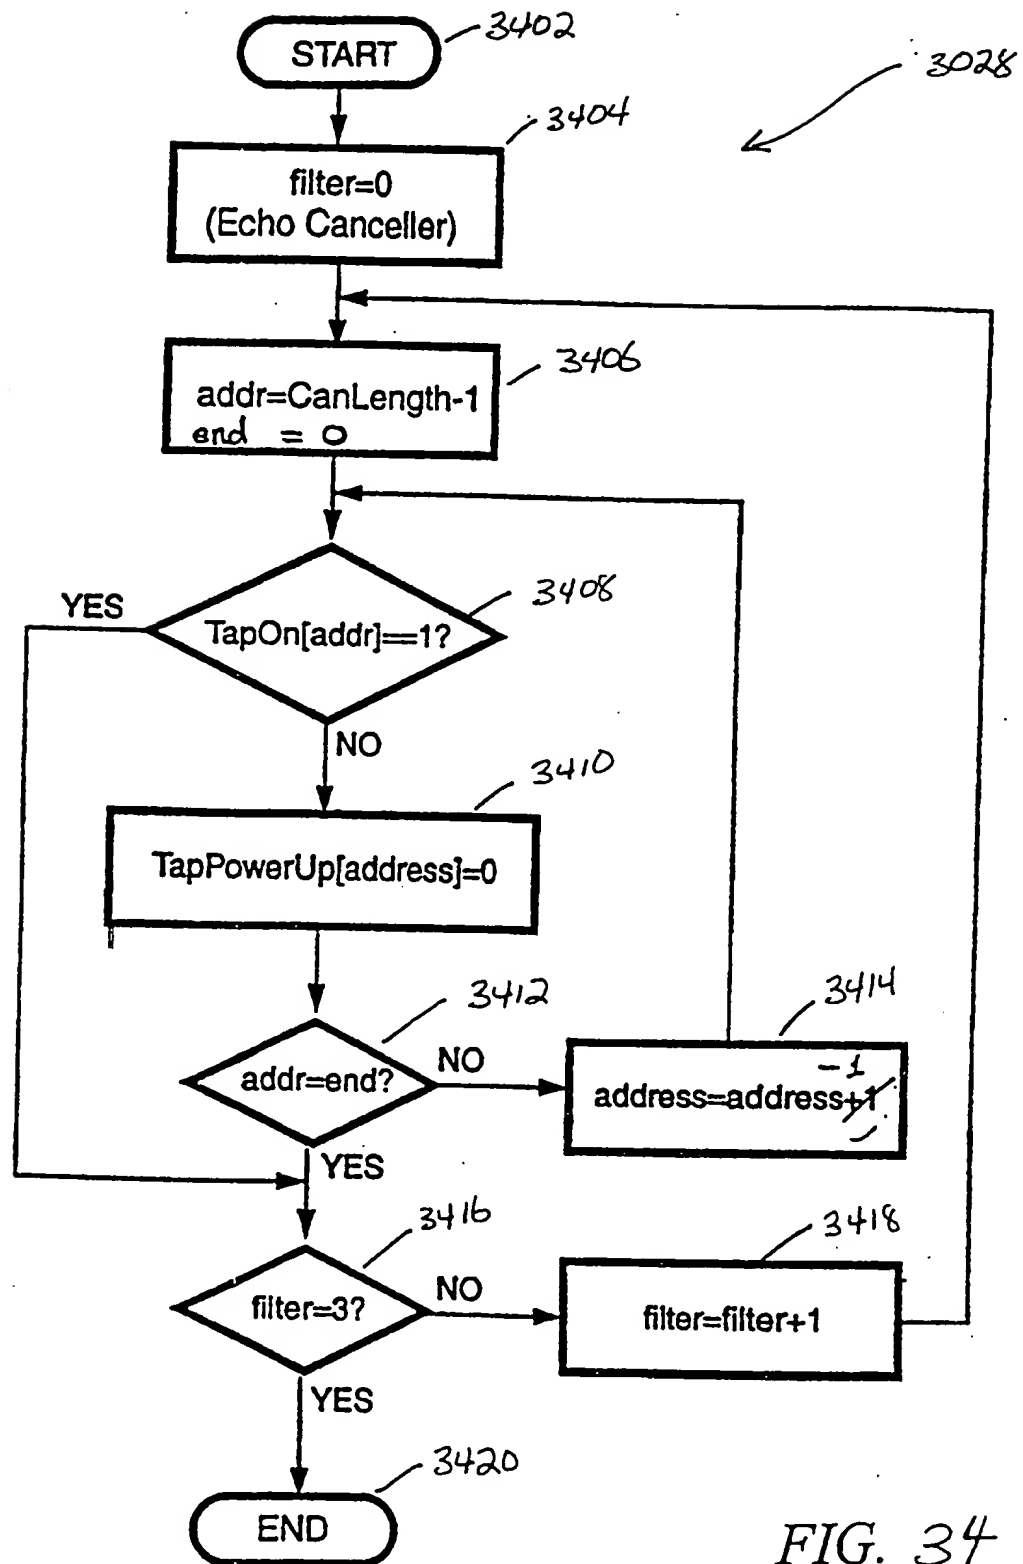 START
3402
3028
3404
filter=0
(Echo Canceller)
3406
addr=CanLength-1
end = 0
3408
YES
TapOn[addr]==1?
NO
3410
TapPowerUp[address]=0
3412
addr=end?
NO
3414
-1
address=address+1
YES
3416
filter=3?
NO
3418
filter=filter+1
YES
3420
END
FIG. 34